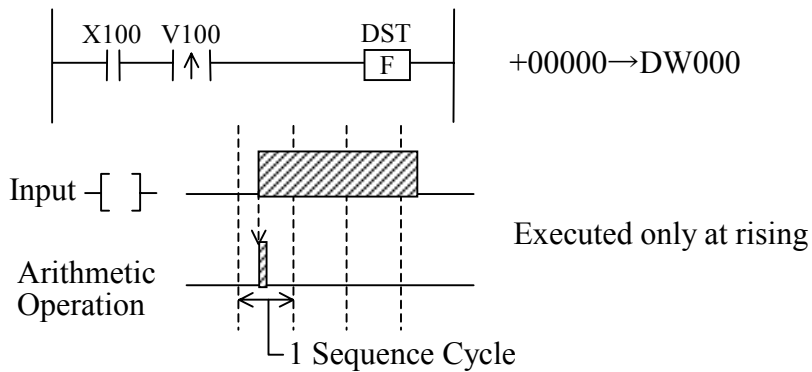 X100 V100 DST
F +00000→DW000
Input
Executed only at rising
Arithmetic
Operation
1 Sequence Cycle